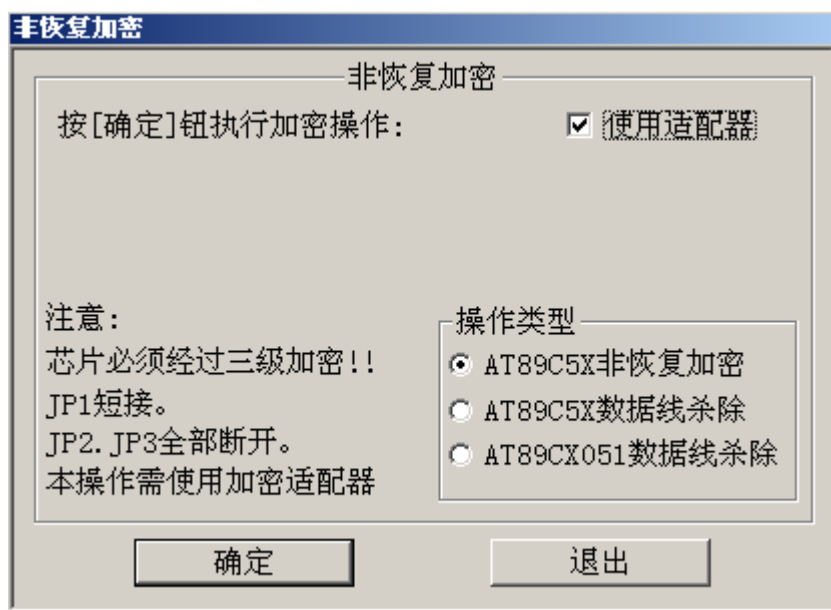 非恢复加密
非恢复加密
按[确定]钮执行加密操作:
使用适配器
注意:
芯片必须经过三级加密!!
JP1短接。
JP2.JP3全部断开。
本操作需使用加密适配器
操作类型
AT89C5X非恢复加密
AT89C5X数据线杀除
AT89CX051数据线杀除
确定
退出